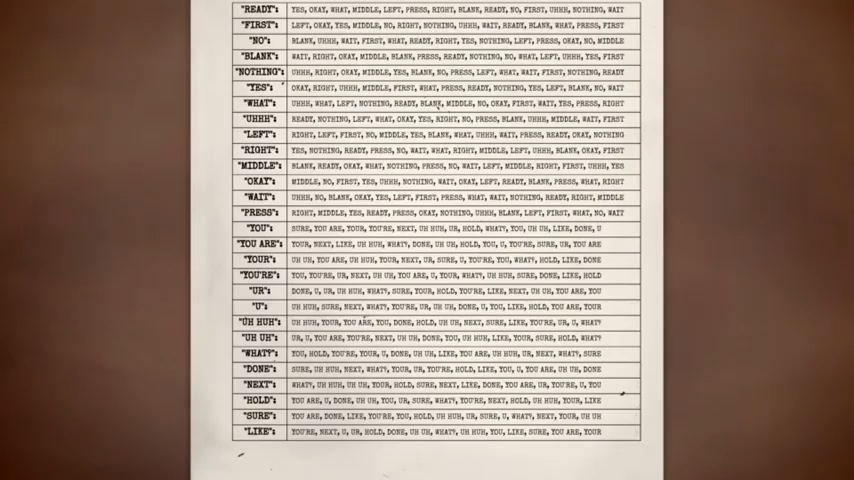 "READY": YES, OKAY, WHAT, MIDDLE, LEFT, PRESS, RIGHT, BLANK, READY, NO, FIRST, UHHH, NOTHING, WAIT
"FIRST": LEFT, OKAY, YES, MIDDLE, NO, RIGHT, NOTHING, UHHH, WAIT, READY, BLANK, WHAT, PRESS, FIRST
"NO": BLANK, UHHH, WAIT, FIRST, WHAT, READY, RIGHT, YES, NOTHING, LEFT, PRESS, OKAY, NO, MIDDLE
"BLANK": WAIT, RIGHT, OKAY, MIDDLE, BLANK, PRESS, READY, NOTHING, NO, WHAT, LEFT, UHHH, YES, FIRST
"NOTHING": UHHH, RIGHT, OKAY, MIDDLE, YES, BLANK, NO, PRESS, LEFT, WHAT, WAIT, FIRST, NOTHING, READY
"YES": OKAY, RIGHT, UHHH, MIDDLE, FIRST, WHAT, PRESS, READY, NOTHING, YES, LEFT, BLANK, NO, WAIT
"WHAT": UHHH, WHAT, LEFT, NOTHING, READY, BLANK, MIDDLE, NO, OKAY, FIRST, WAIT, YES, PRESS, RIGHT
"UHHH": READY, NOTHING, LEFT, WHAT, OKAY, YES, RIGHT, NO, PRESS, BLANK, UHHH, MIDDLE, WAIT, FIRST
"LEFT": RIGHT, LEFT, FIRST, NO, MIDDLE, YES, BLANK, WHAT, UHHH, WAIT, PRESS, READY, OKAY, NOTHING
"RIGHT": YES, NOTHING, READY, PRESS, NO, WAIT, WHAT, RIGHT, MIDDLE, LEFT, UHHH, BLANK, OKAY, FIRST
"MIDDLE": BLANK, READY, OKAY, WHAT, NOTHING, PRESS, NO, WAIT, LEFT, MIDDLE, RIGHT, FIRST, UHHH, YES
"OKAY": MIDDLE, NO, FIRST, YES, UHHH, NOTHING, WAIT, OKAY, LEFT, READY, BLANK, PRESS, WHAT, RIGHT
"WAIT": UHHH, NO, BLANK, OKAY, YES, LEFT, FIRST, PRESS, WHAT, WAIT, NOTHING, READY, RIGHT, MIDDLE
"PRESS": RIGHT, MIDDLE, YES, READY, PRESS, OKAY, NOTHING, UHHH, BLANK, LEFT, FIRST, WHAT, NO, WAIT
"YOU": SURE, YOU ARE, YOUR, YOU'RE, NEXT, UH HUH, UR, HOLD, WHAT?, YOU, UH UH, LIKE, DONE, U
"YOU ARE": YOUR, NEXT, LIKE, UH HUH, WHAT?, DONE, UH UH, HOLD, YOU, U, YOU'RE, SURE, UR, YOU ARE
"YOUR": UH UH, YOU ARE, UH HUH, YOUR, NEXT, UR, SURE, U, YOU'RE, YOU, WHAT?, HOLD, LIKE, DONE
"YOU'RE": YOU, YOU'RE, UR, NEXT, UH UH, YOU ARE, U, YOUR, WHAT?, UH HUH, SURE, DONE, LIKE, HOLD
"UR": DONE, U, UR, UH HUH, WHAT?, SURE, YOUR, HOLD, YOU'RE, LIKE, NEXT, UH UH, YOU ARE, YOU
"U": UH HUH, SURE, NEXT, WHAT?, YOU'RE, UR, UH UH, DONE, U, YOU, LIKE, HOLD, YOU ARE, YOUR
"UH HUH": UH HUH, YOUR, YOU ARE, YOU, DONE, HOLD, UH UH, NEXT, SURE, LIKE, YOU'RE, UR, U, WHAT?
"UH UH": UR, U, YOU ARE, YOU'RE, NEXT, UH UH, DONE, YOU, UH HUH, LIKE, YOUR, SURE, HOLD, WHAT?
"WHAT?": YOU, HOLD, YOU'RE, YOUR, U, DONE, UH UH, LIKE, YOU ARE, UH HUH, UR, NEXT, WHAT?, SURE
"DONE": SURE, UH HUH, NEXT, WHAT?, YOUR, UR, YOU'RE, HOLD, LIKE, YOU, U, YOU ARE, UH UH, DONE
"NEXT": WHAT?, UH HUH, UH UH, YOUR, HOLD, SURE, NEXT, LIKE, DONE, YOU ARE, UR, YOU'RE, U, YOU
"HOLD": YOU ARE, U, DONE, UH UH, YOU, UR, SURE, WHAT?, YOU'RE, NEXT, HOLD, UH HUH, YOUR, LIKE
"SURE": YOU ARE, DONE, LIKE, YOU'RE, YOU, HOLD, UH HUH, UR, SURE, U, WHAT?, NEXT, YOUR, UH UH
"LIKE": YOU'RE, NEXT, U, UR, HOLD, DONE, UH UH, WHAT?, UH HUH, YOU, LIKE, SURE, YOU ARE, YOUR